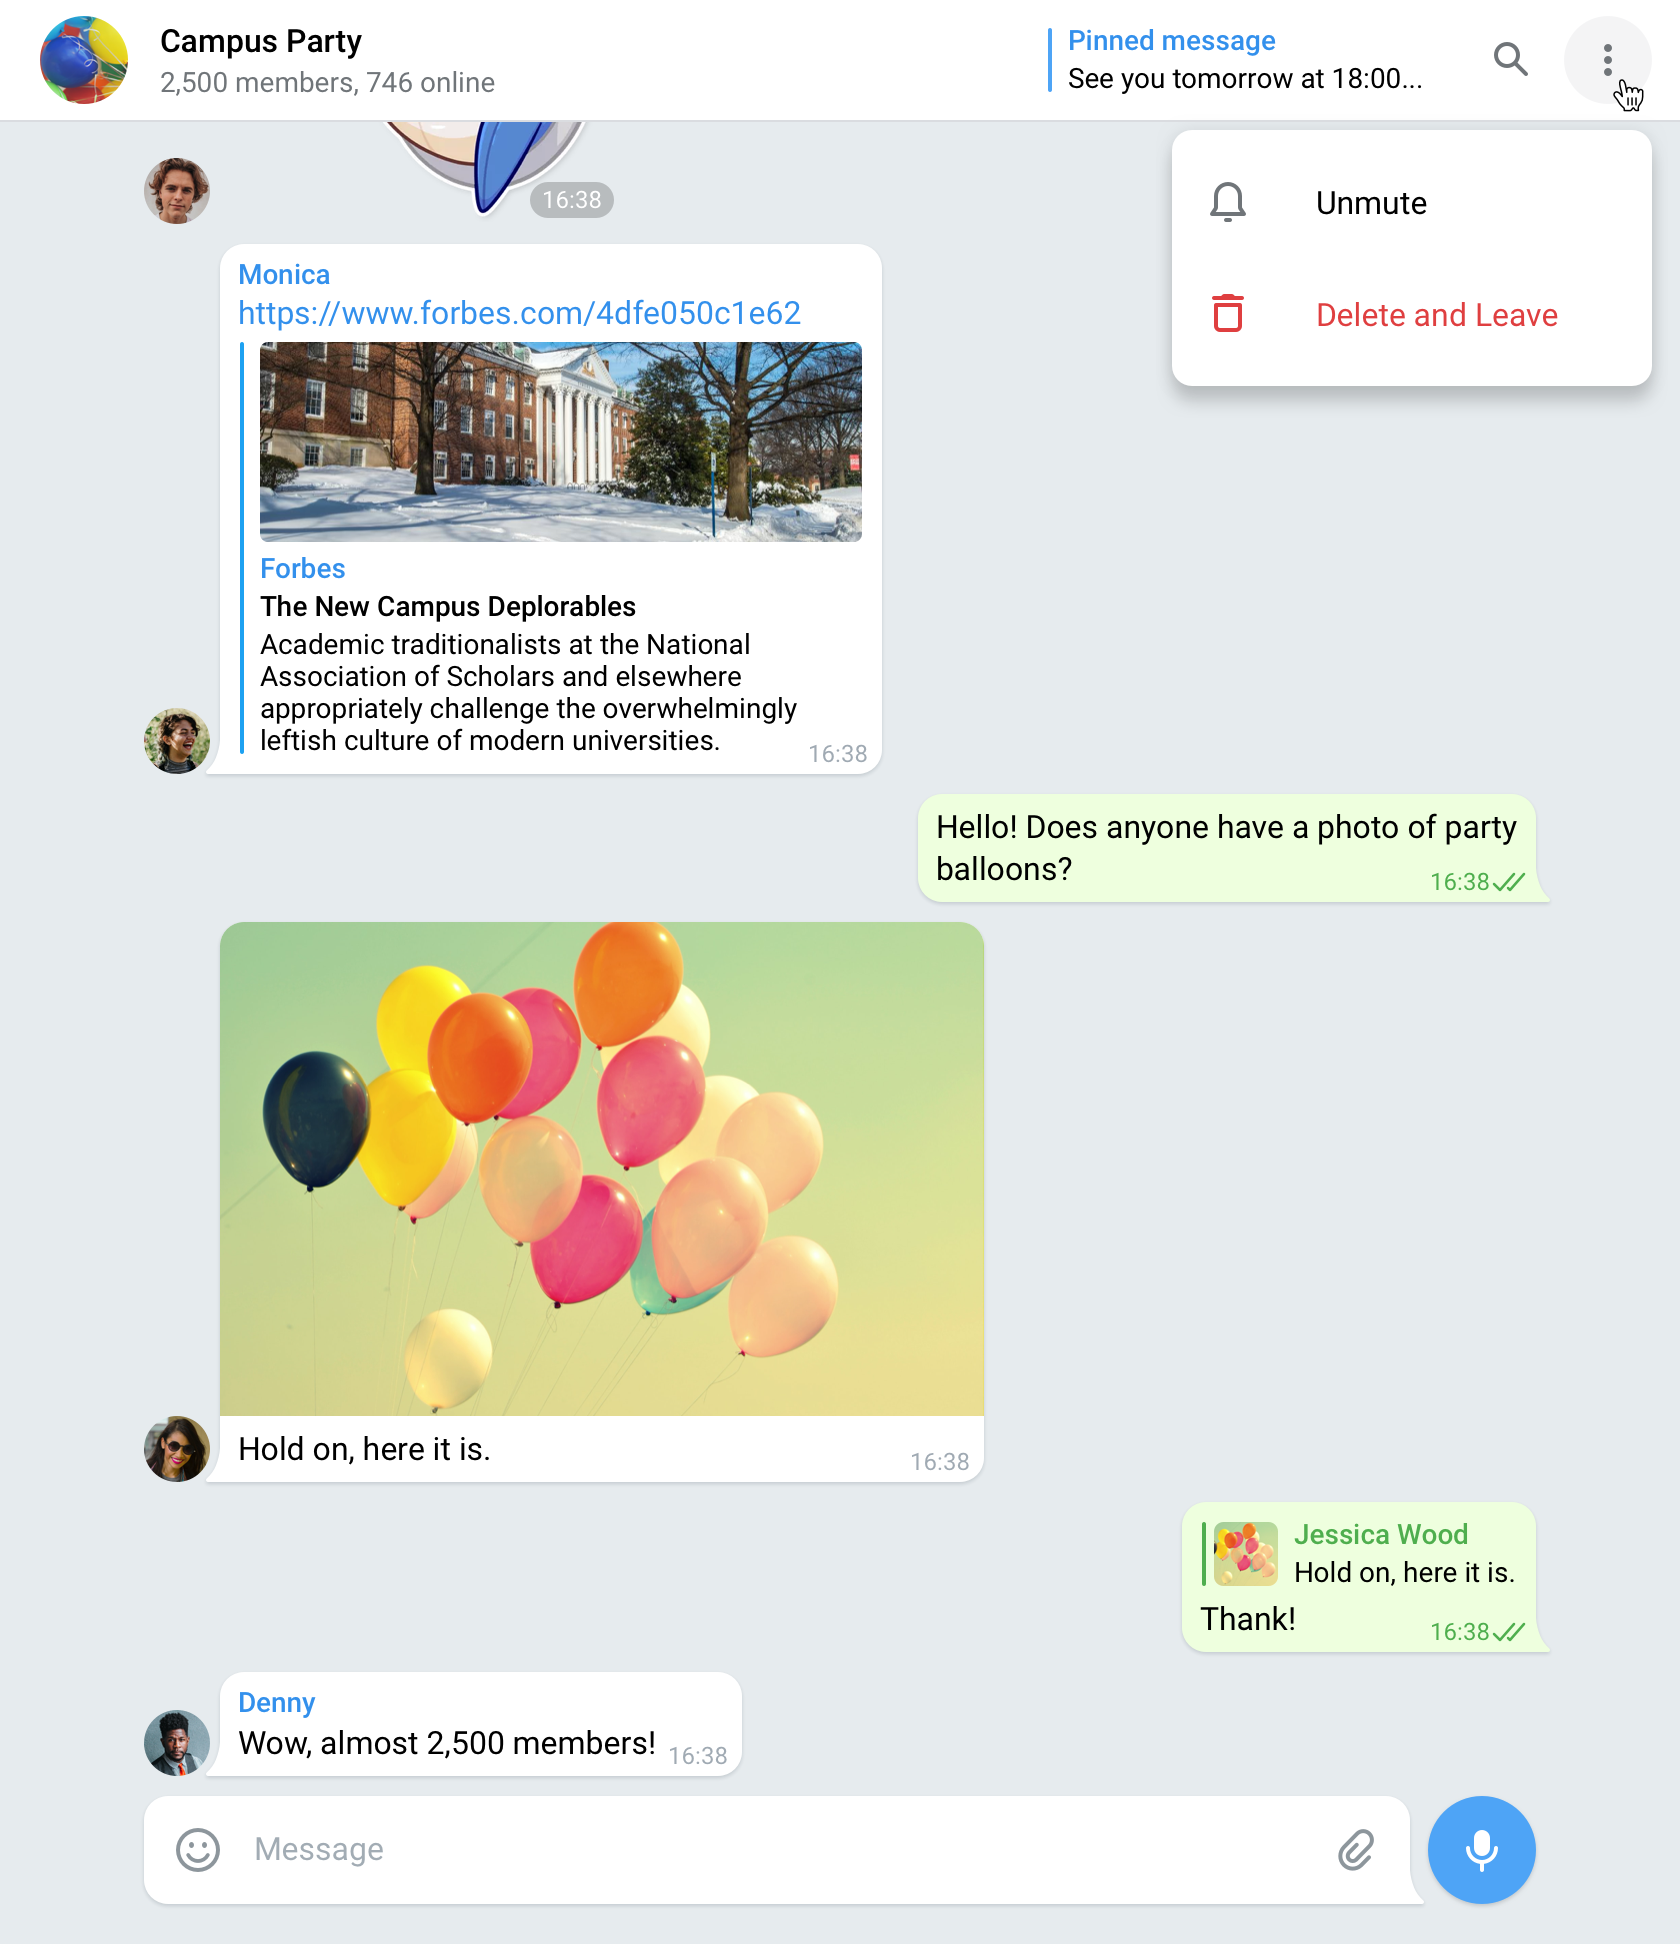 Campus Party
2,500 members, 746 online
Pinned message
See you tomorrow at 18:00...
Unmute
Delete and Leave
16:38
Monica
https://www.forbes.com/4dfe050c1e62
Forbes
The New Campus Deplorables
Academic traditionalists at the National
Association of Scholars and elsewhere
appropriately challenge the overwhelmingly
leftish culture of modern universities.
16:38
Hello! Does anyone have a photo of party
balloons?
16:38
Hold on, here it is.
16:38
Jessica Wood
Hold on, here it is.
Thank!
16:38
Denny
Wow, almost 2,500 members!
16:38
Message